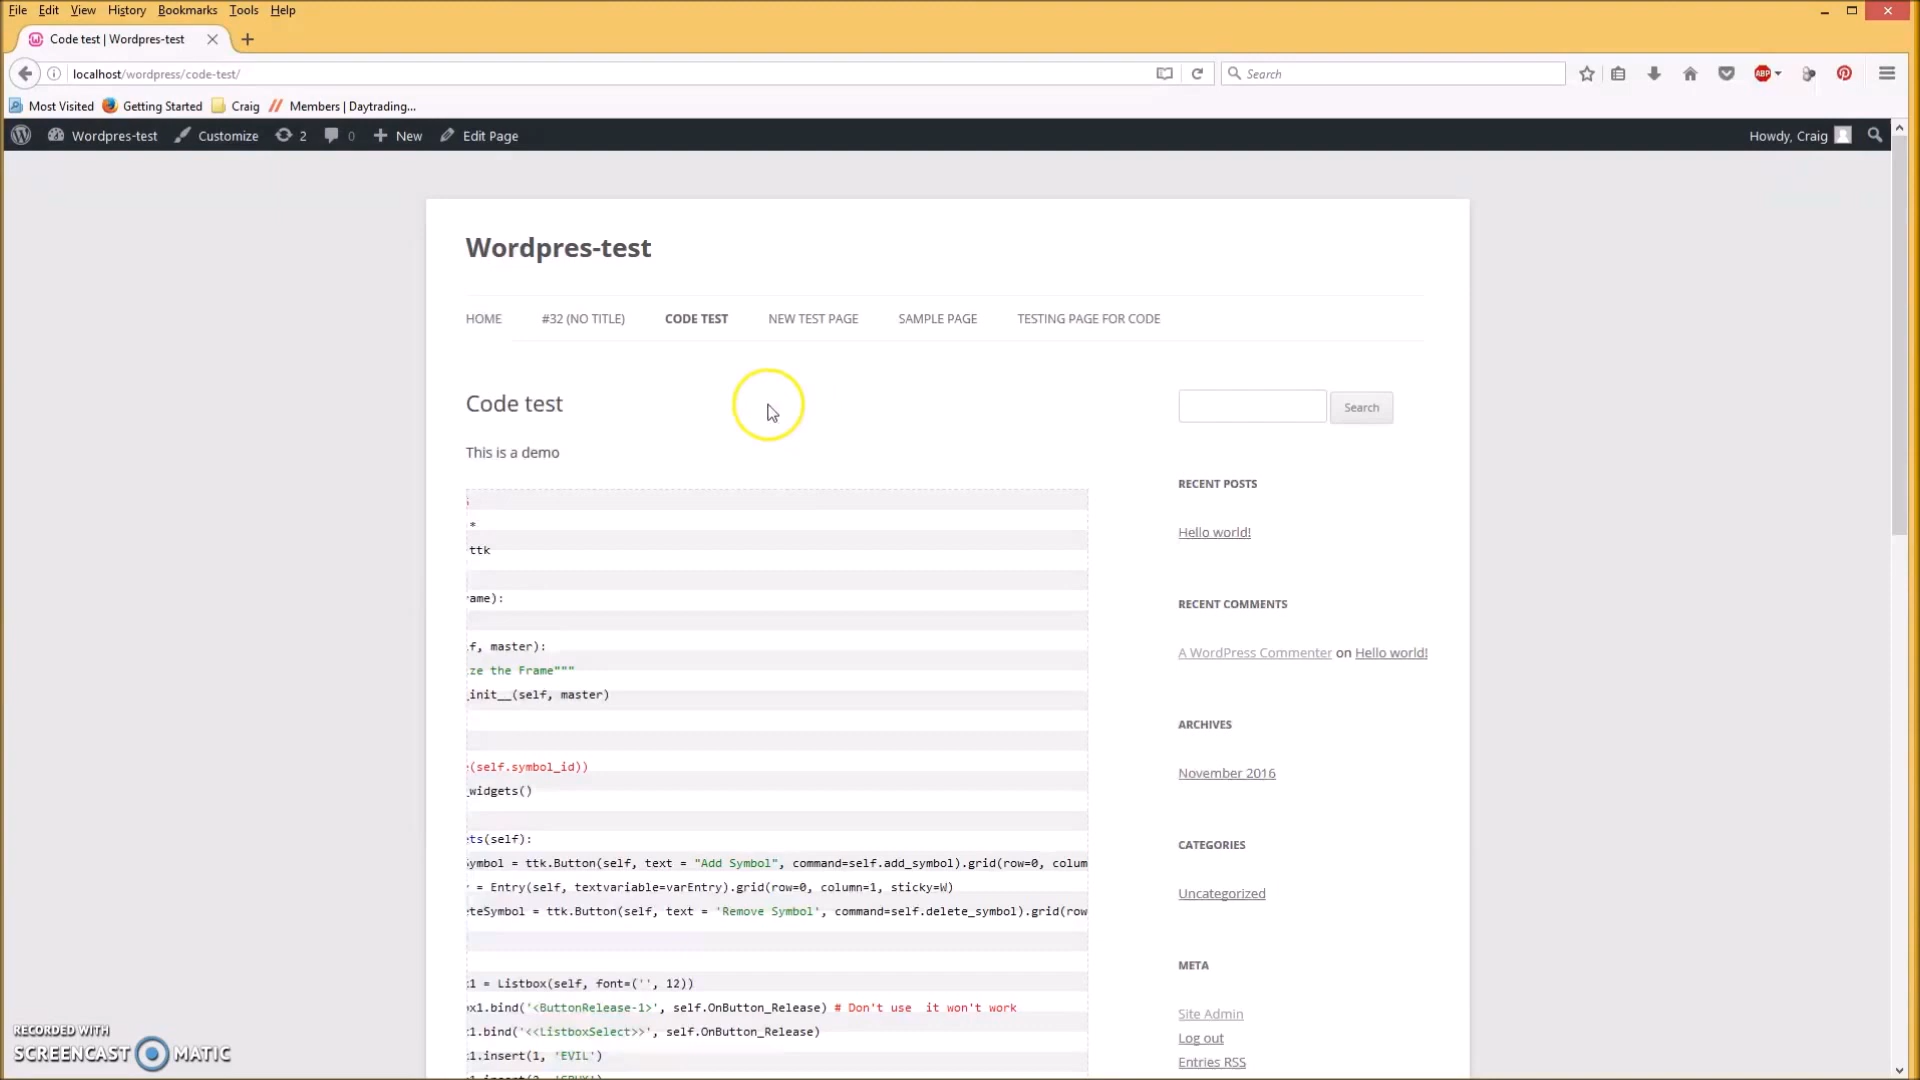 File Edit View History Bookmarks Tools Help
Code test | Wordpres-test
localhost/wordpress/code-test/
Search
ABP
Most Visited Getting Started Craig Members | Daytrading...
Wordpres-test Customize 2 0 New Edit Page
Howdy, Craig
Wordpres-test
HOME #32 (NO TITLE) CODE TEST NEW TEST PAGE SAMPLE PAGE TESTING PAGE FOR CODE
Code test
This is a demo
*
ttk
ame):
f, master):
ze the Frame"""
_init__(self, master)
(self.symbol_id))
_widgets()
ets(self):
Symbol = ttk.Button(self, text = "Add Symbol", command=self.add_symbol).grid(row=0, colum
y = Entry(self, textvariable=varEntry).grid(row=0, column=1, sticky=W)
eteSymbol = ttk.Button(self, text = 'Remove Symbol', command=self.delete_symbol).grid(row
1 = Listbox(self, font=('', 12))
x1.bind('<ButtonRelease-1>', self.OnButton_Release) # Don't use  it won't work
1.bind('<<ListboxSelect>>', self.OnButton_Release)
1.insert(1, 'EVIL')
Search
RECENT POSTS
Hello world!
RECENT COMMENTS
A WordPress Commenter on Hello world!
ARCHIVES
November 2016
CATEGORIES
Uncategorized
META
Site Admin
Log out
Entries RSS
RECORDED WITH
SCREENCAST MATIC